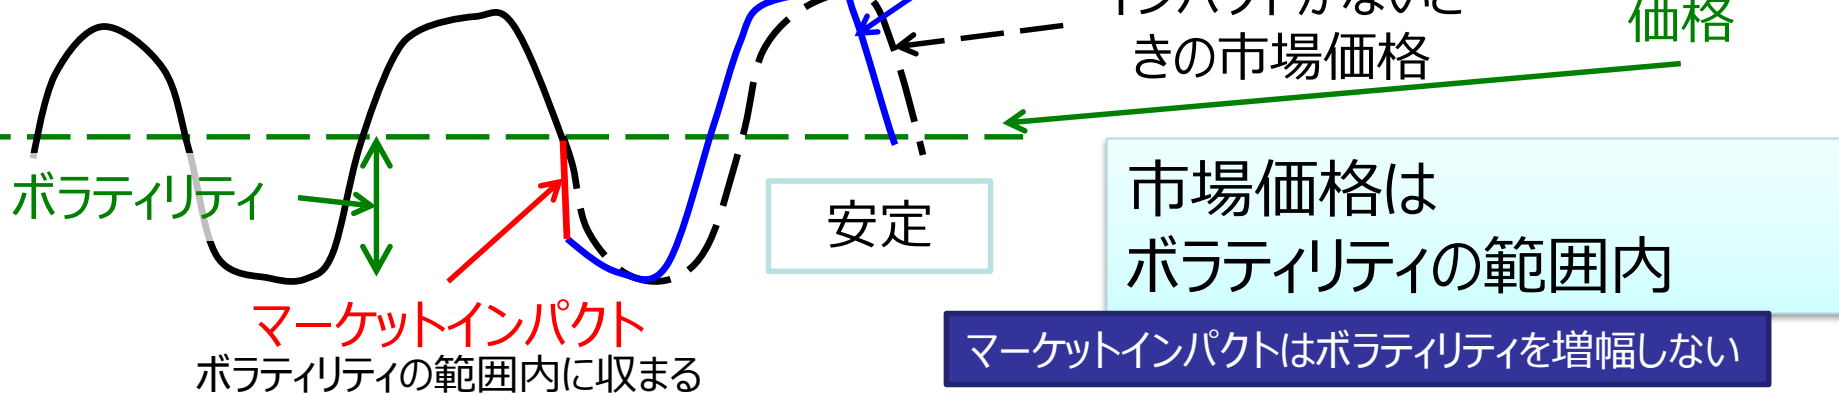 インパクトがないと
きの市場価格
価格
ボラティリティ
安定
市場価格は
ボラティリティの範囲内
マーケットインパクト
ボラティリティの範囲内に収まる
マーケットインパクトはボラティリティを増幅しない